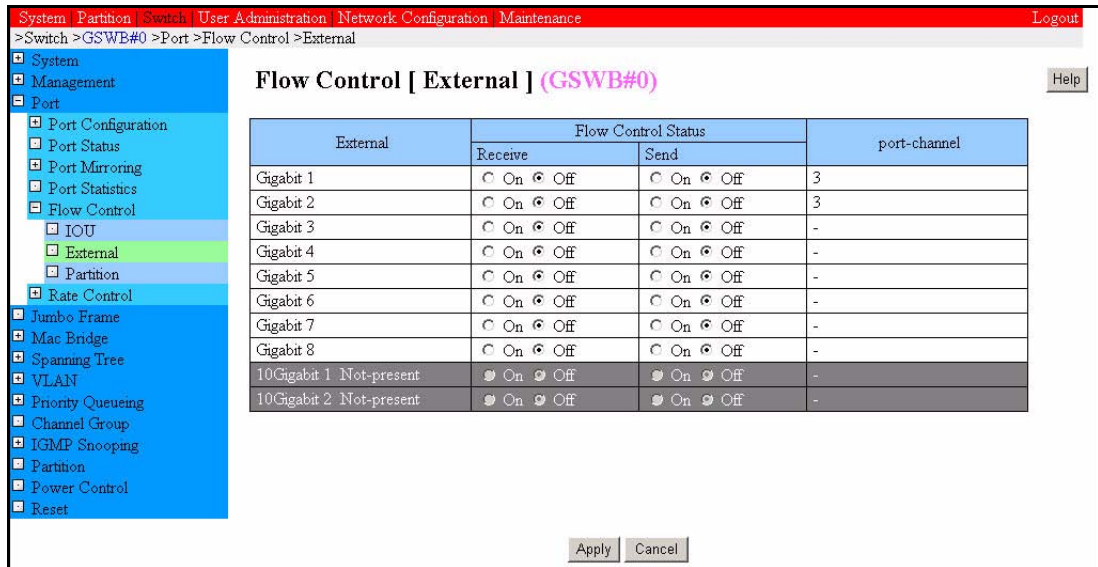 System | Partition | Switch | User Administration | Network Configuration | Maintenance Logout
>Switch >GSWB#0 >Port >Flow Control >External
System
Management
Port
Port Configuration
Port Status
Port Mirroring
Port Statistics
Flow Control
IOU
External
Partition
Rate Control
Jumbo Frame
Mac Bridge
Spanning Tree
VLAN
Priority Queueing
Channel Group
IGMP Snooping
Partition
Power Control
Reset
Flow Control [ External ] (GSWB#0)
Help
External Flow Control Status port-channel
Receive Send
Gigabit 1 On Off On Off 3
Gigabit 2 On Off On Off 3
Gigabit 3 On Off On Off -
Gigabit 4 On Off On Off -
Gigabit 5 On Off On Off -
Gigabit 6 On Off On Off -
Gigabit 7 On Off On Off -
Gigabit 8 On Off On Off -
10Gigabit 1 Not-present On Off On Off -
10Gigabit 2 Not-present On Off On Off -
Apply Cancel